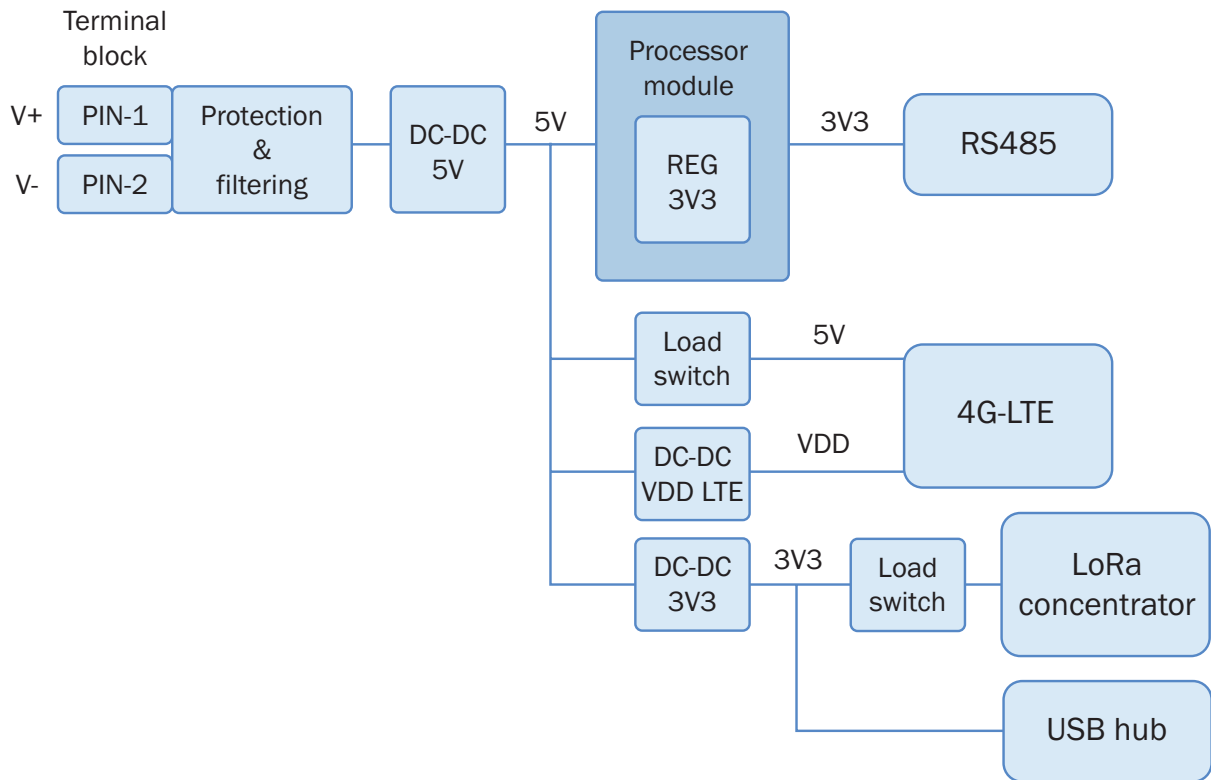 Terminal
block
V+
PIN-1
V-
PIN-2
Protection
&
filtering
DC-DC
5V
5V
Processor
module
REG
3V3
3V3
RS485
Load
switch
5V
4G-LTE
DC-DC
VDD LTE
VDD
DC-DC
3V3
3V3
Load
switch
LoRa
concentrator
USB hub